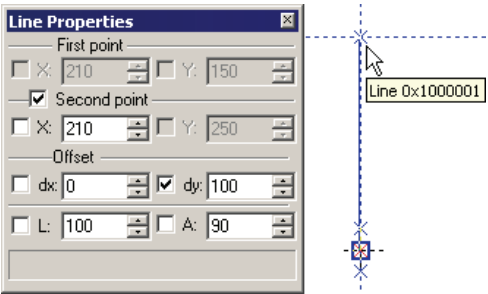 Line Properties
First point
X: 210 Y: 150
Second point
X: 210 Y: 250
Offset
dx: 0 dy: 100
L: 100 A: 90
Line 0x1000001